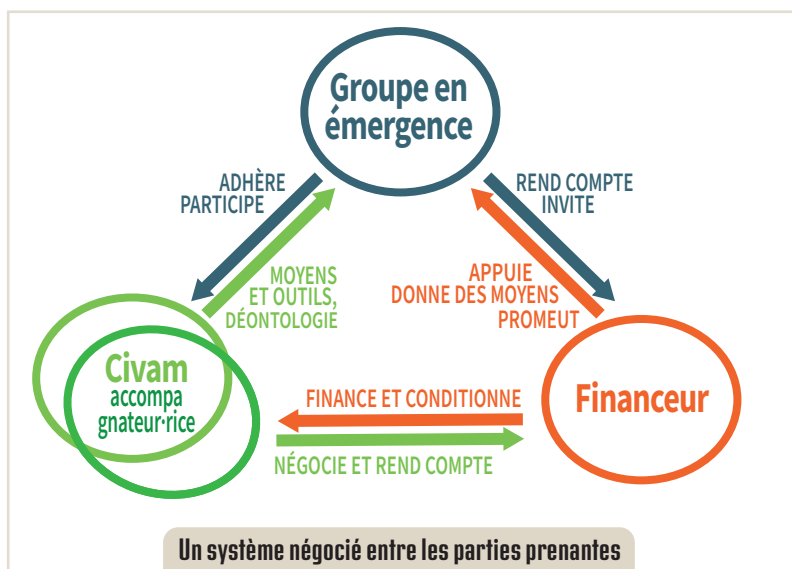 Groupe en
émergence
ADHÈRE
PARTICIPE
REND COMPTE
INVITE
MOYENS
ET OUTILS,
DÉONTOLOGIE
APPUIE
DONNE DES MOYENS
PROMEUT
Civam
accompa
gnateur·rice
FINANCE ET CONDITIONNE
Financeur
NÉGOCIE ET REND COMPTE
Un système négocié entre les parties prenantes